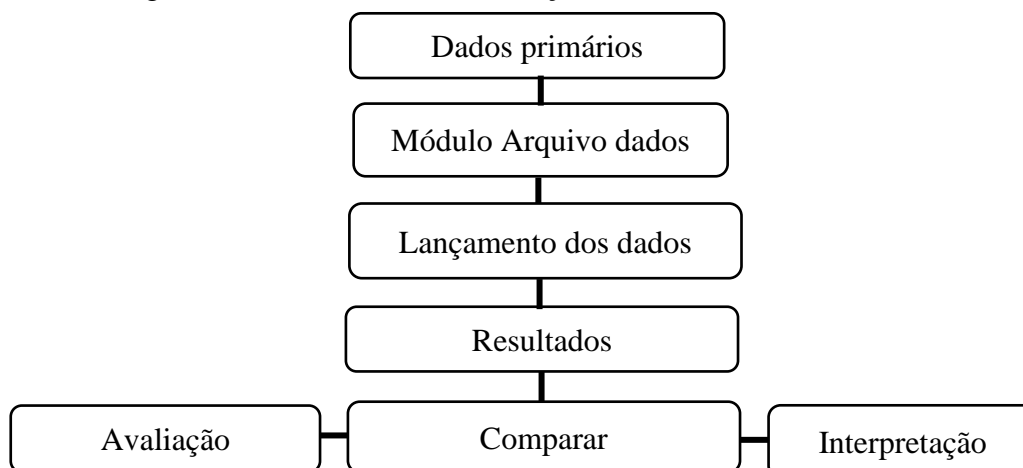 Dados primários
Módulo Arquivo dados
Lançamento dos dados
Resultados
Avaliação
Comparar
Interpretação